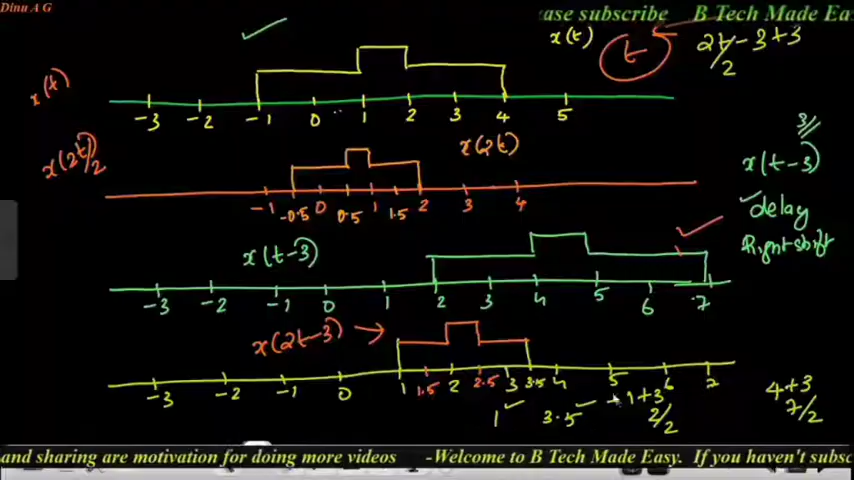 Dinu A G
ase subscribe B Tech Made Ea
x(t)
t
2t-3+3
2
x(t)
-3 -2 -1 0 1 2 3 4 5
x(2t)/2
x(2t)
-1 -0.5 0 0.5 1 1.5 2 3 4
3//
x(t-3)
delay
Right shift
x(t-3)
-3 -2 -1 0 1 2 3 4 5 6 7
x(2t-3) →
-3 -2 -1 0 1 1.5 2 2.5 3 3.5 4 5 6 7
1 3.5 -1+3
2/2
4+3
7/2
and sharing are motivation for doing more videos -Welcome to B Tech Made Easy. If you haven't subsc